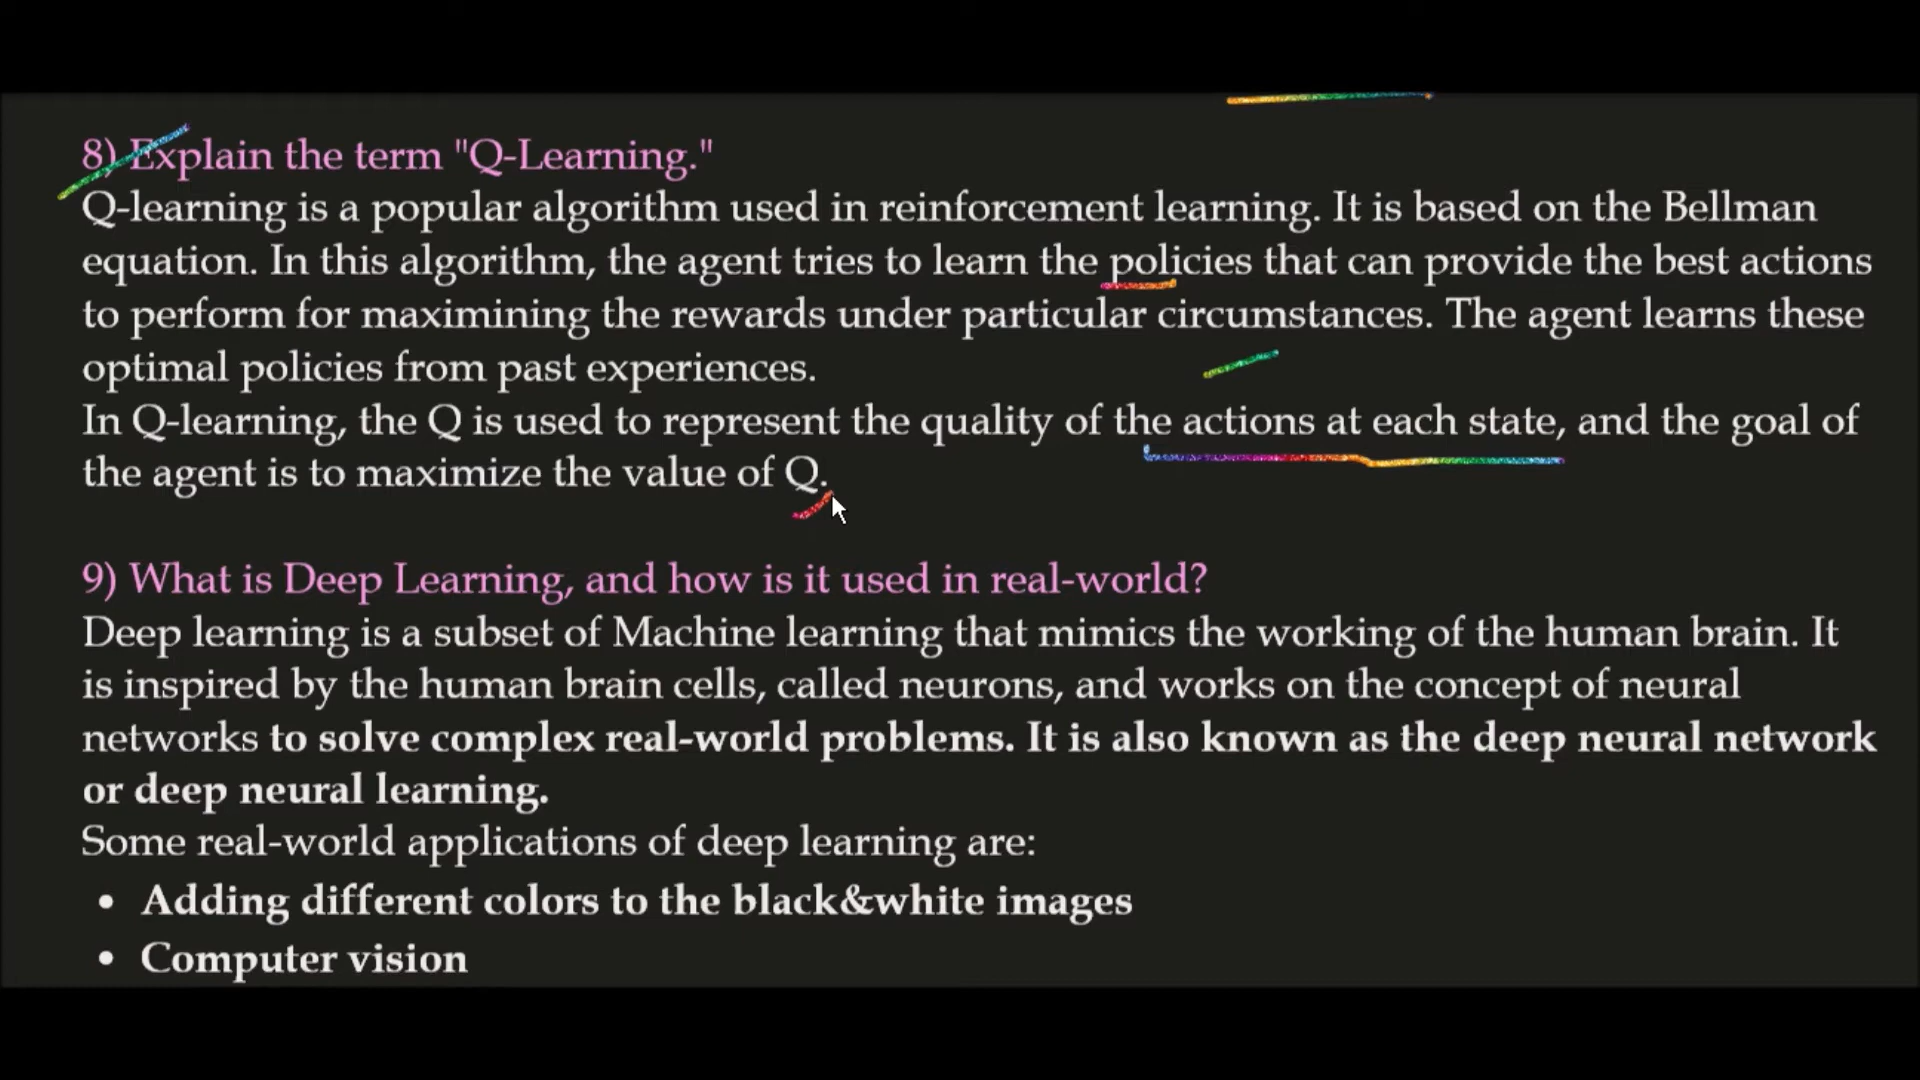 8) Explain the term "Q-Learning."
Q-learning is a popular algorithm used in reinforcement learning. It is based on the Bellman
equation. In this algorithm, the agent tries to learn the policies that can provide the best actions
to perform for maximining the rewards under particular circumstances. The agent learns these
optimal policies from past experiences.
In Q-learning, the Q is used to represent the quality of the actions at each state, and the goal of
the agent is to maximize the value of Q.
9) What is Deep Learning, and how is it used in real-world?
Deep learning is a subset of Machine learning that mimics the working of the human brain. It
is inspired by the human brain cells, called neurons, and works on the concept of neural
networks to solve complex real-world problems. It is also known as the deep neural network
or deep neural learning.
Some real-world applications of deep learning are:
• Adding different colors to the black&white images
• Computer vision